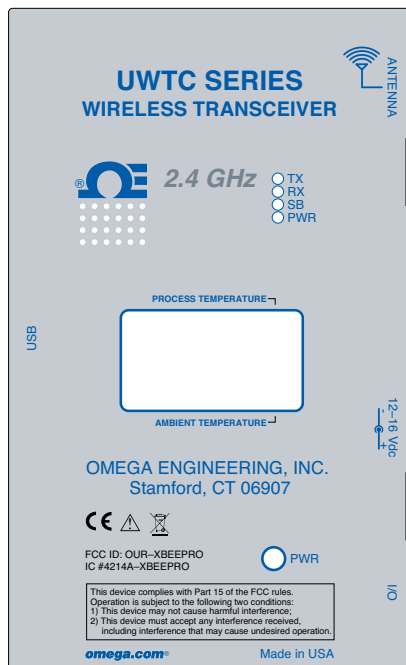 UWTC SERIES
WIRELESS TRANSCEIVER
ANTENNA
®
2.4 GHz
TX
RX
SB
PWR
PROCESS TEMPERATURE
AMBIENT TEMPERATURE
USB
12–16 Vdc
- +
OMEGA ENGINEERING, INC.
Stamford, CT 06907
CE
FCC ID: OUR–XBEEPRO
IC #4214A–XBEEPRO
PWR
I/O
This device complies with Part 15 of the FCC rules.
Operation is subject to the following two conditions:
1) This device may not cause harmful interference;
2) This device must accept any interference received,
including interference that may cause undesired operation.
omega.com®
Made in USA